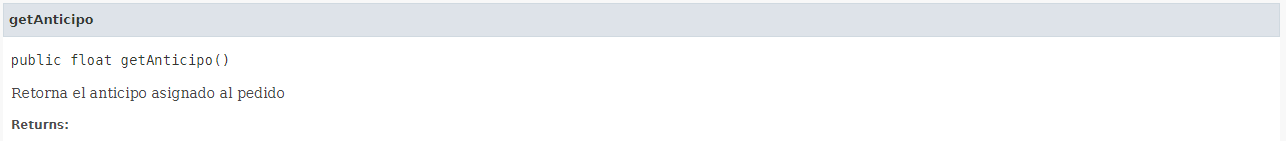 getAnticipo
public float getAnticipo()
Retorna el anticipo asignado al pedido
Returns: